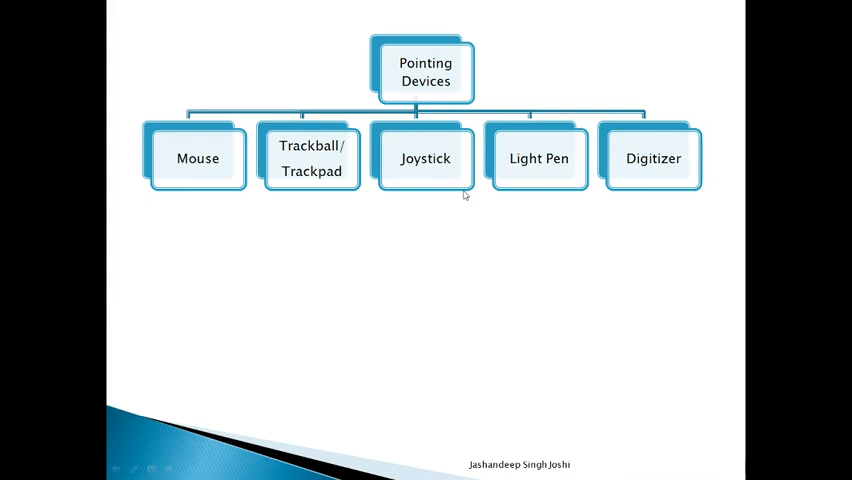 Pointing
Devices
Mouse
Trackball/
Trackpad
Joystick
Light Pen
Digitizer
Jashandeep Singh Joshi